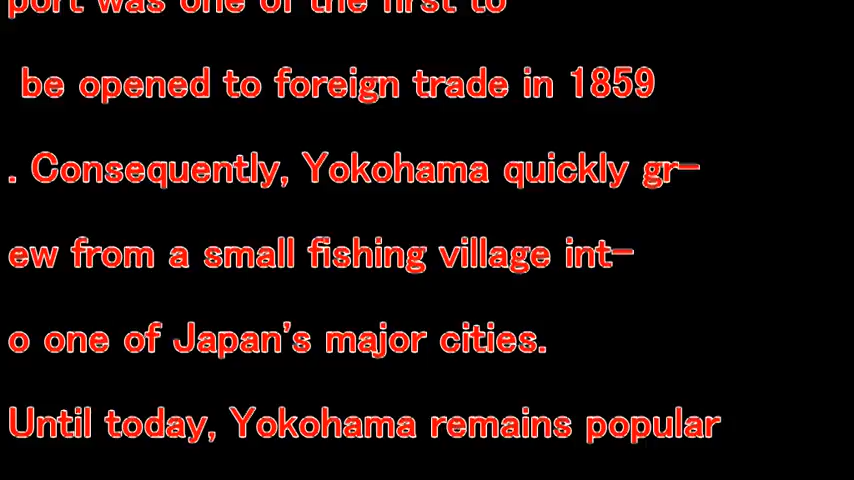 port was one of the first to
be opened to foreign trade in 1859
. Consequently, Yokohama quickly gr-
ew from a small fishing village int-
o one of Japan's major cities.
Until today, Yokohama remains popular